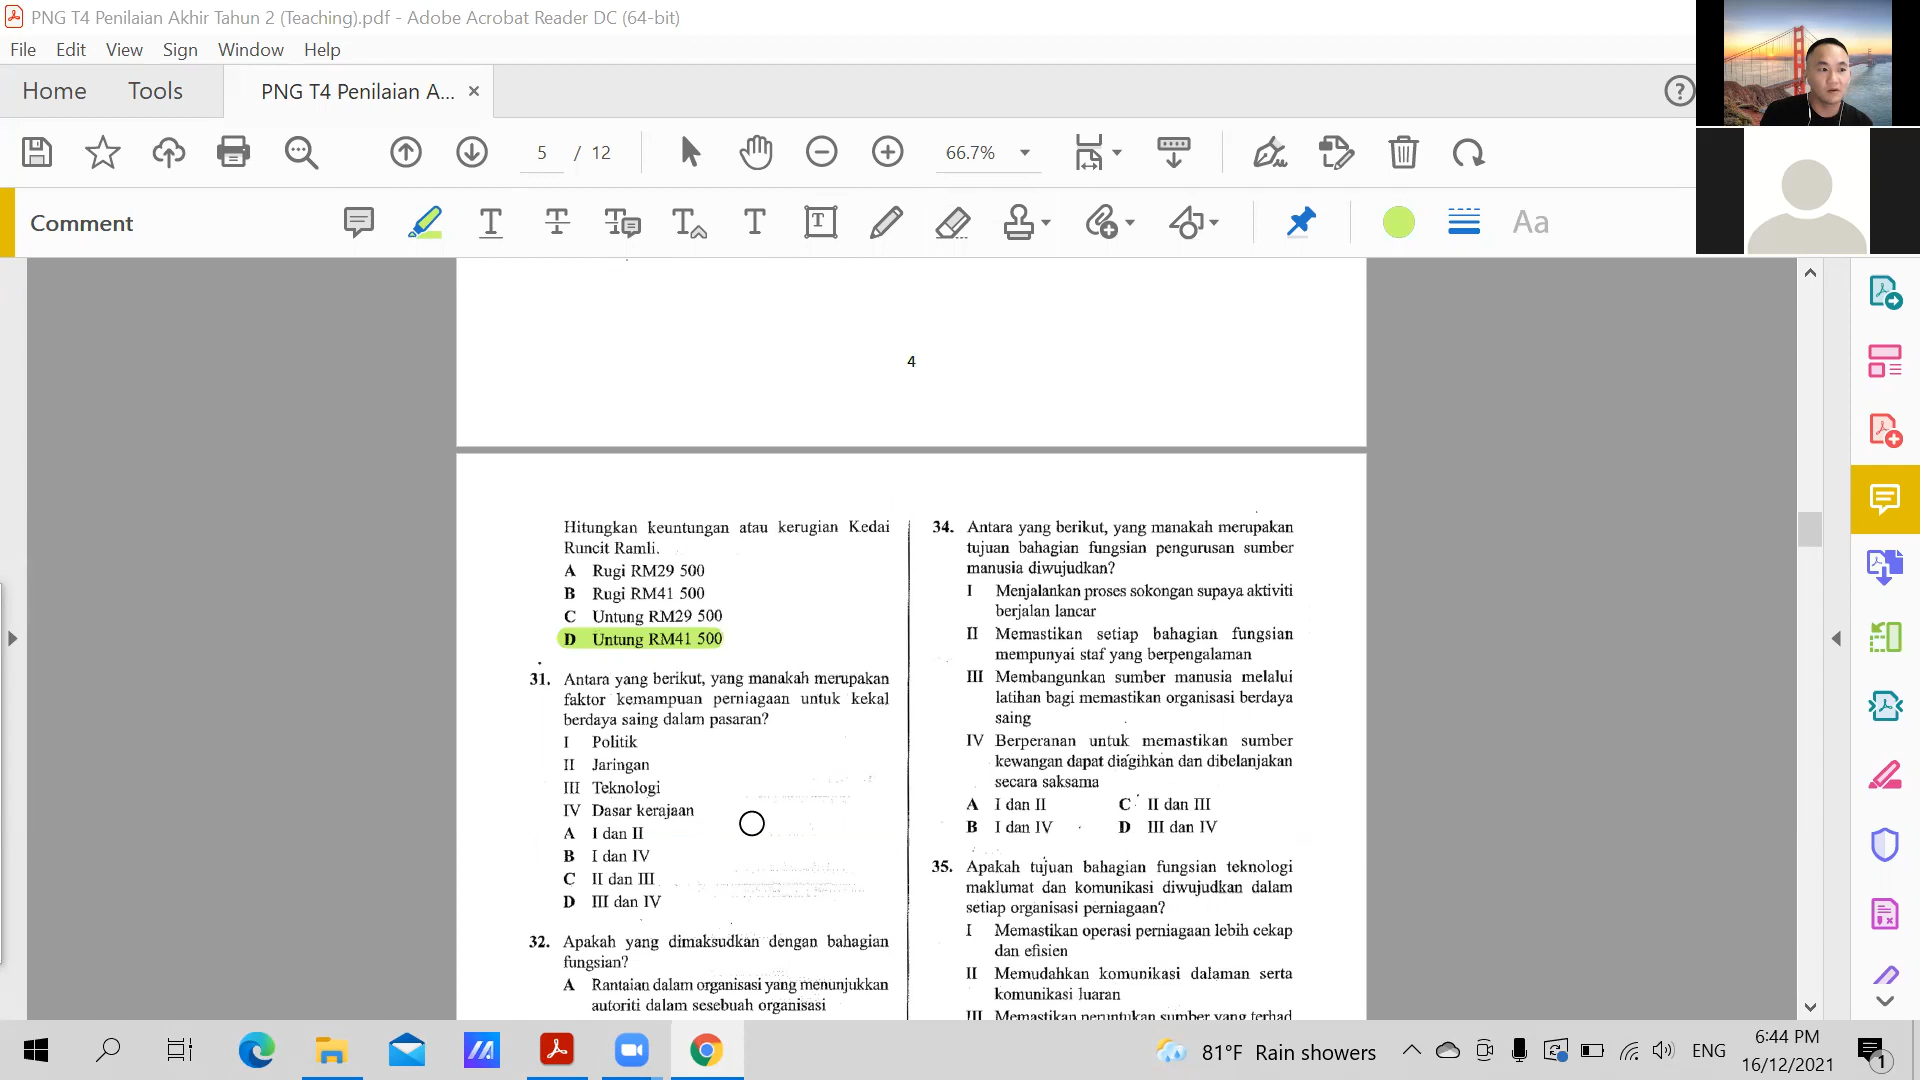 PNG T4 Penilaian Akhir Tahun 2 (Teaching).pdf - Adobe Acrobat Reader DC (64-bit)
File Edit View Sign Window Help
Home Tools PNG T4 Penilaian A... ×
5 / 12 66.7%
Comment Aa
4
Hitungkan keuntungan atau kerugian Kedai
Runcit Ramli.
A Rugi RM29 500
B Rugi RM41 500
C Untung RM29 500
D Untung RM41 500
31. Antara yang berikut, yang manakah merupakan
faktor kemampuan perniagaan untuk kekal
berdaya saing dalam pasaran?
I Politik
II Jaringan
III Teknologi
IV Dasar kerajaan
A I dan II
B I dan IV
C II dan III
D III dan IV
32. Apakah yang dimaksudkan dengan bahagian
fungsian?
A Rantaian dalam organisasi yang menunjukkan
autoriti dalam sesebuah organisasi
34. Antara yang berikut, yang manakah merupakan
tujuan bahagian fungsian pengurusan sumber
manusia diwujudkan?
I Menjalankan proses sokongan supaya aktiviti
berjalan lancar
II Memastikan setiap bahagian fungsian
mempunyai staf yang berpengalaman
III Membangunkan sumber manusia melalui
latihan bagi memastikan organisasi berdaya
saing
IV Berperanan untuk memastikan sumber
kewangan dapat diagihkan dan dibelanjakan
secara saksama
A I dan II C II dan III
B I dan IV D III dan IV
35. Apakah tujuan bahagian fungsian teknologi
maklumat dan komunikasi diwujudkan dalam
setiap organisasi perniagaan?
I Memastikan operasi perniagaan lebih cekap
dan efisien
II Memudahkan komunikasi dalaman serta
komunikasi luaran
III Memastikan peruntukan sumber yang terhad
81°F Rain showers ENG 6:44 PM
16/12/2021
1